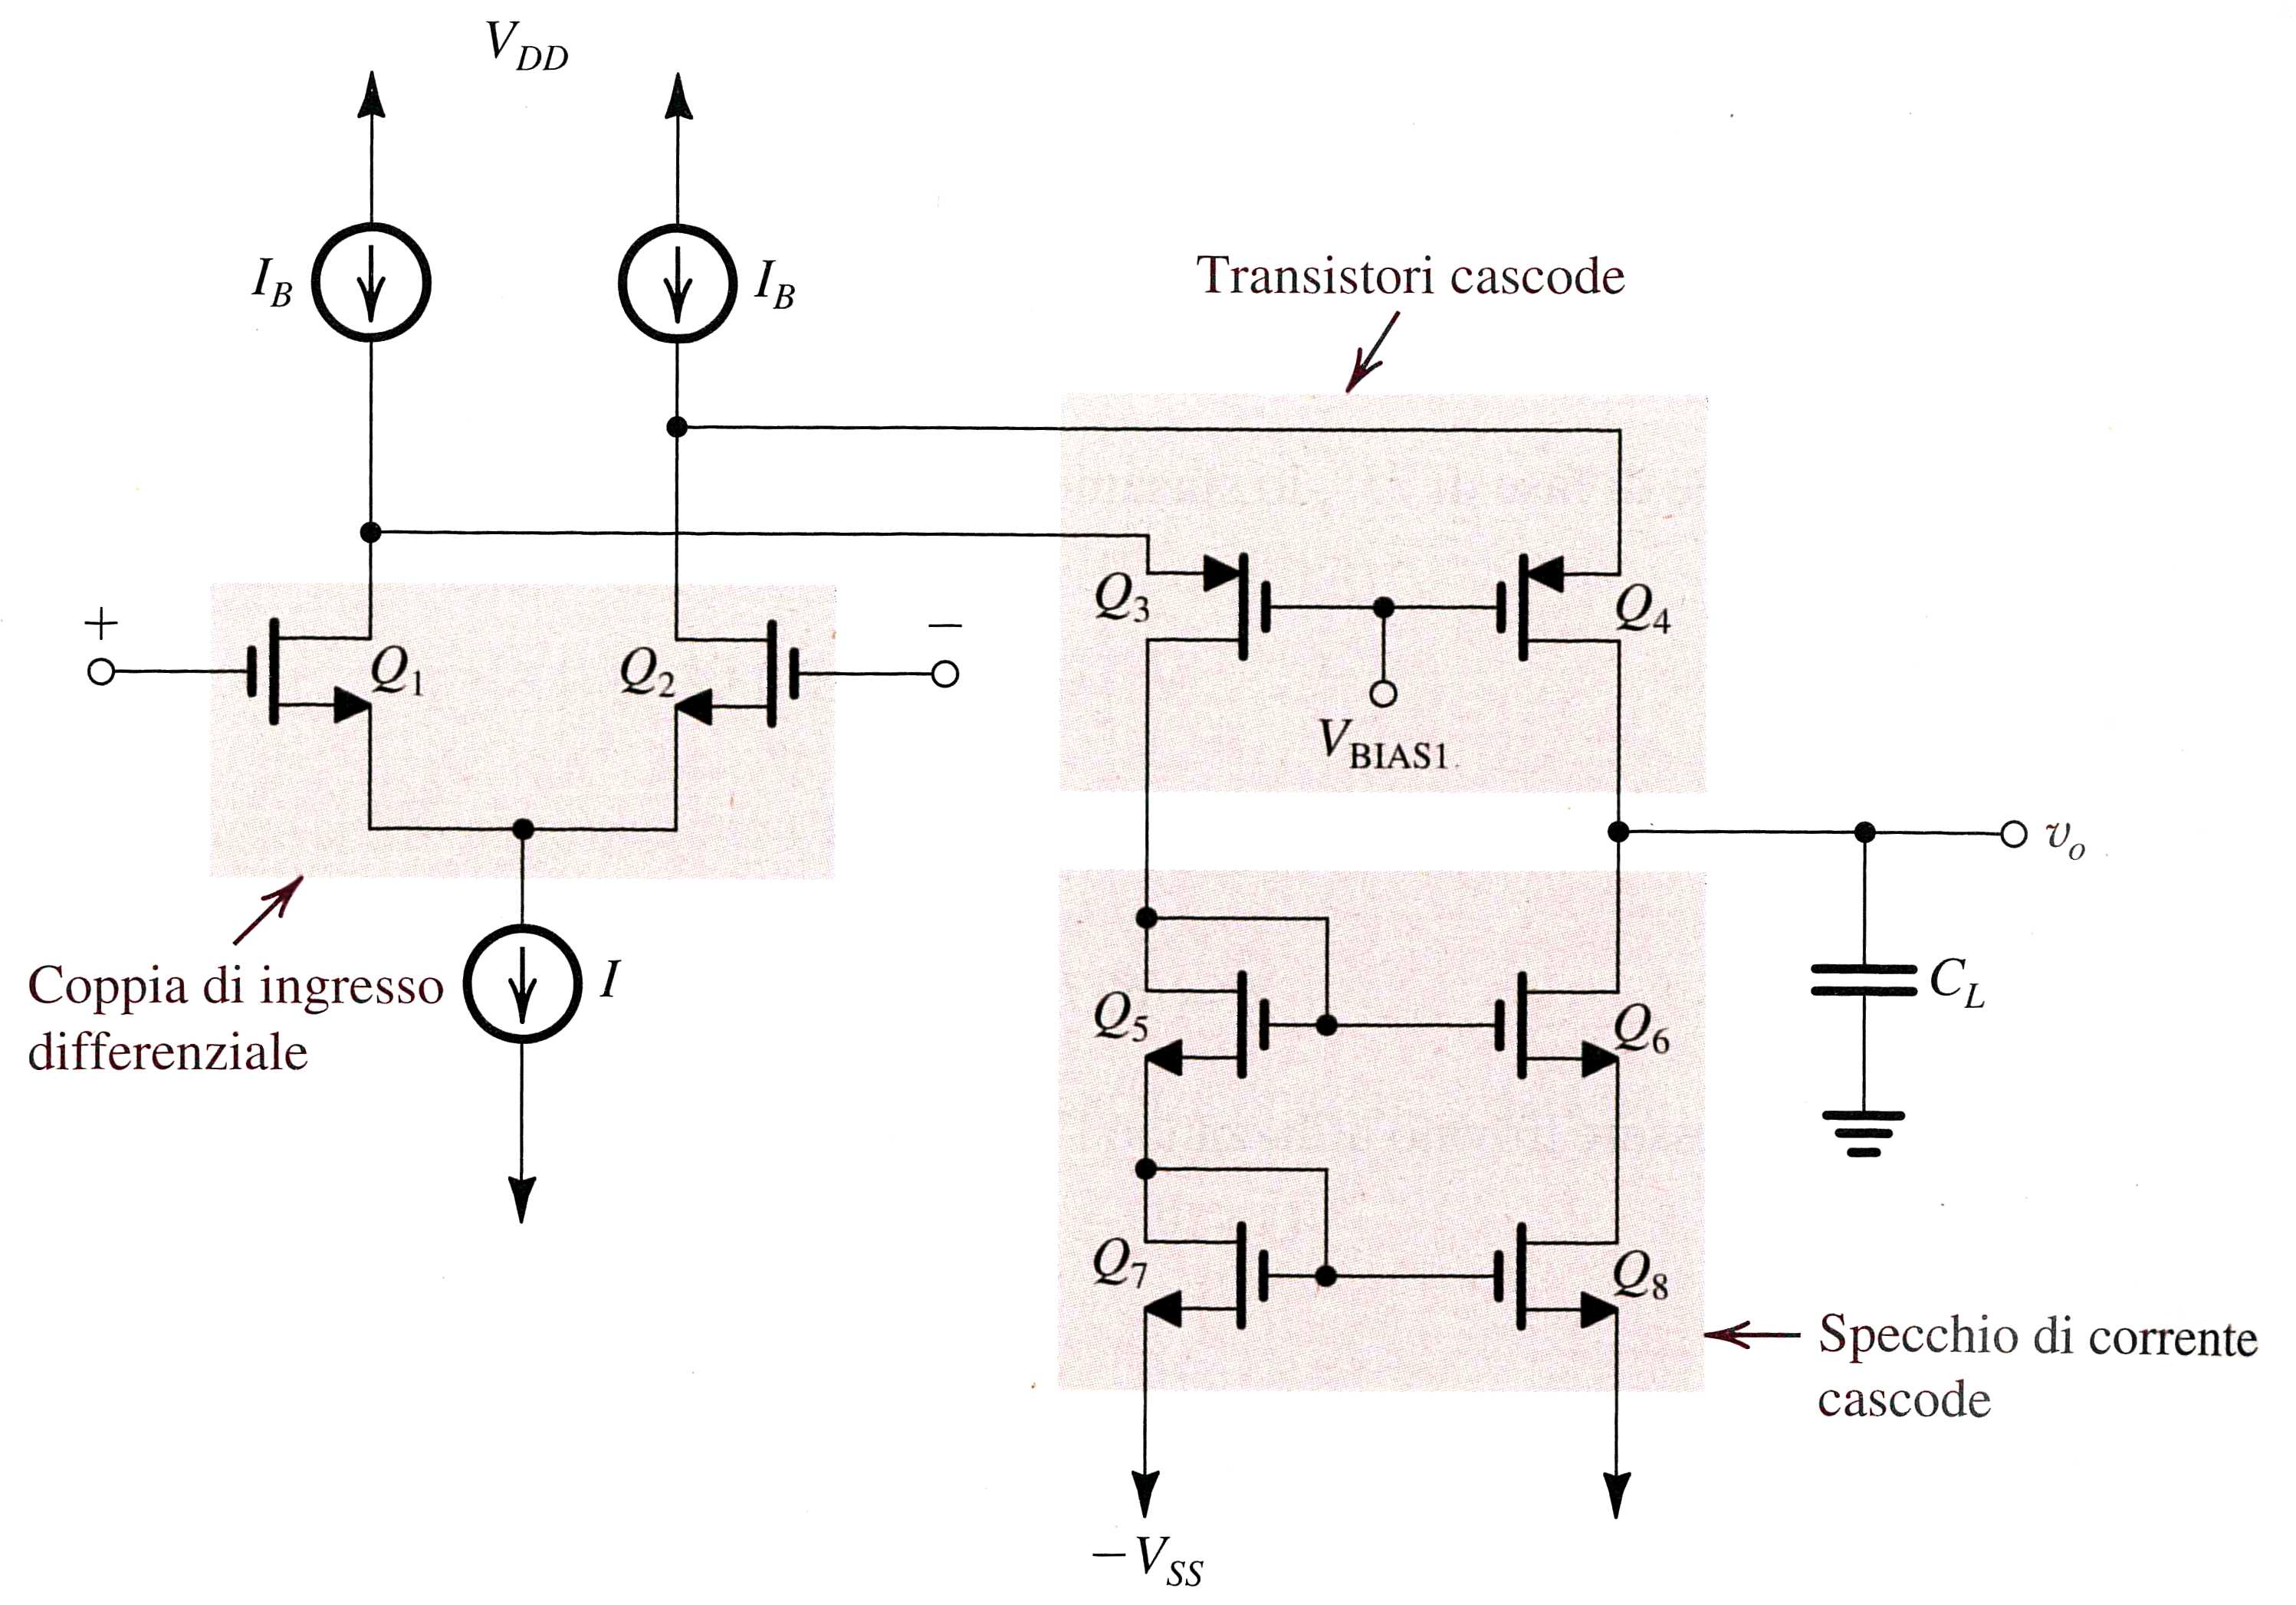 V_DD
I_B
I_B
Transistori cascode
+
Q_1
Q_2
−
Q_3
Q_4
V_BIAS1
v_o
Coppia di ingresso
differenziale
I
Q_5
Q_6
C_L
Q_7
Q_8
Specchio di corrente
cascode
−V_SS